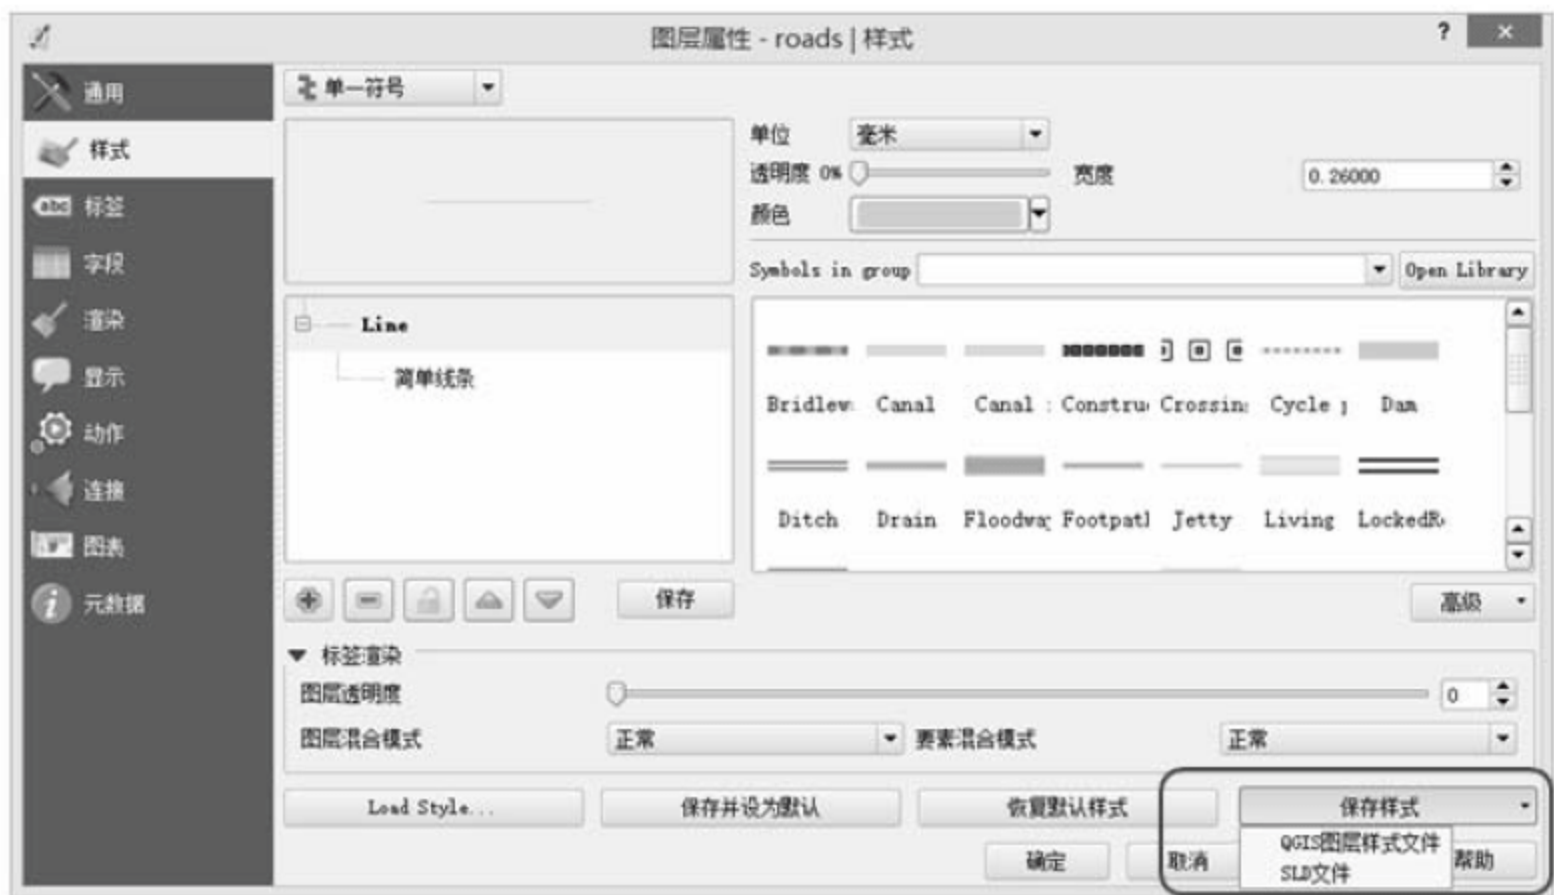 图层属性 - roads | 样式
?
通用
样式
abc 标签
字段
渲染
显示
动作
连接
图表
元数据
单一符号
单位 毫米
透明度 0% 宽度 0.26000
颜色
Symbols in group Open Library
Line
简单线条
Bridlew Canal Canal Constru Crossin Cycle Dam
Ditch Drain Floodwa Footpat Jetty Living LockedR
保存 高级
标签渲染
图层透明度 0
图层混合模式 正常 要素混合模式 正常
Load Style... 保存并设为默认 恢复默认样式 保存样式
QGIS图层样式文件
SLD文件
确定 取消 帮助